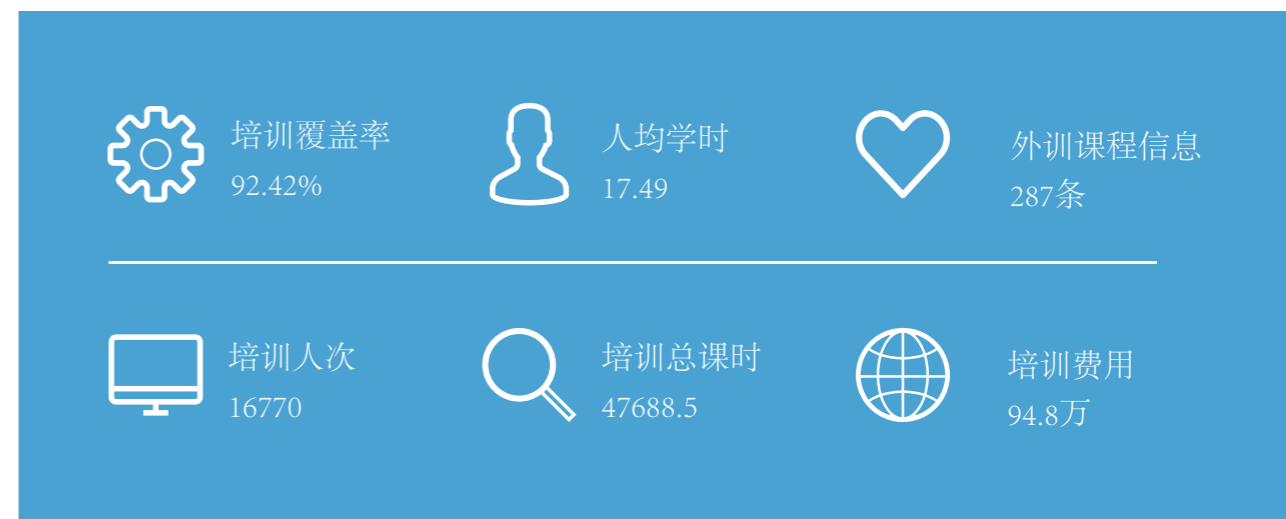 培训覆盖率
92.42%
人均学时
17.49
外训课程信息
287条
培训人次
16770
培训总课时
47688.5
培训费用
94.8万